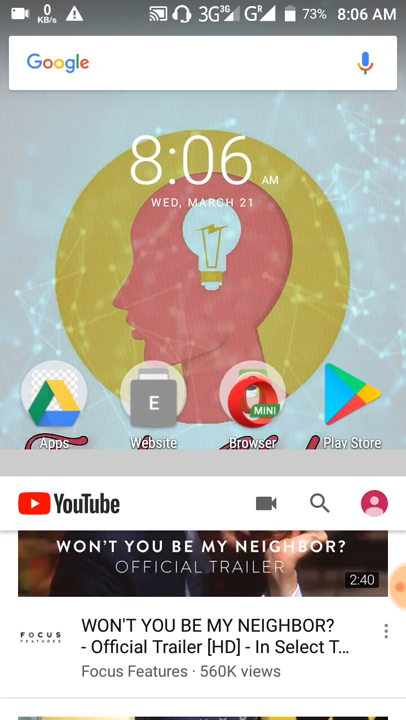 0
KB/s
3G 3G
G R
73%
8:06 AM
Google
8:06 AM
WED, MARCH 21
E
MINI
Apps
Website
Browser
Play Store
YouTube
WON'T YOU BE MY NEIGHBOR?
OFFICIAL TRAILER
2:40
FOCUS
FEATURES
WON'T YOU BE MY NEIGHBOR?
- Official Trailer [HD] - In Select T...
Focus Features · 560K views